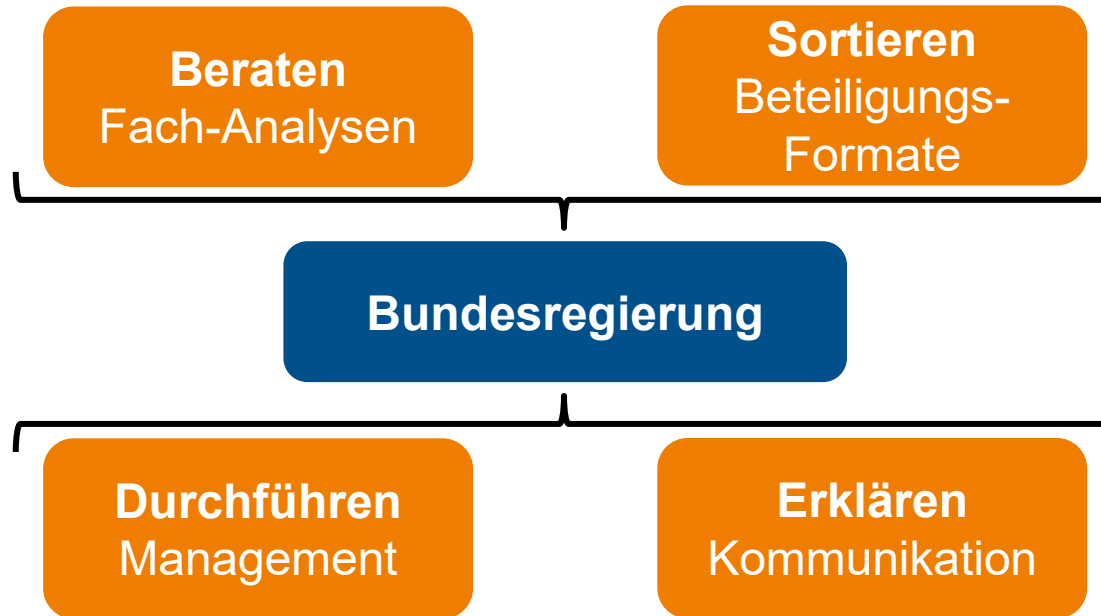 Beraten
Fach-Analysen
Sortieren
Beteiligungs-
Formate
Bundesregierung
Durchführen
Management
Erklären
Kommunikation